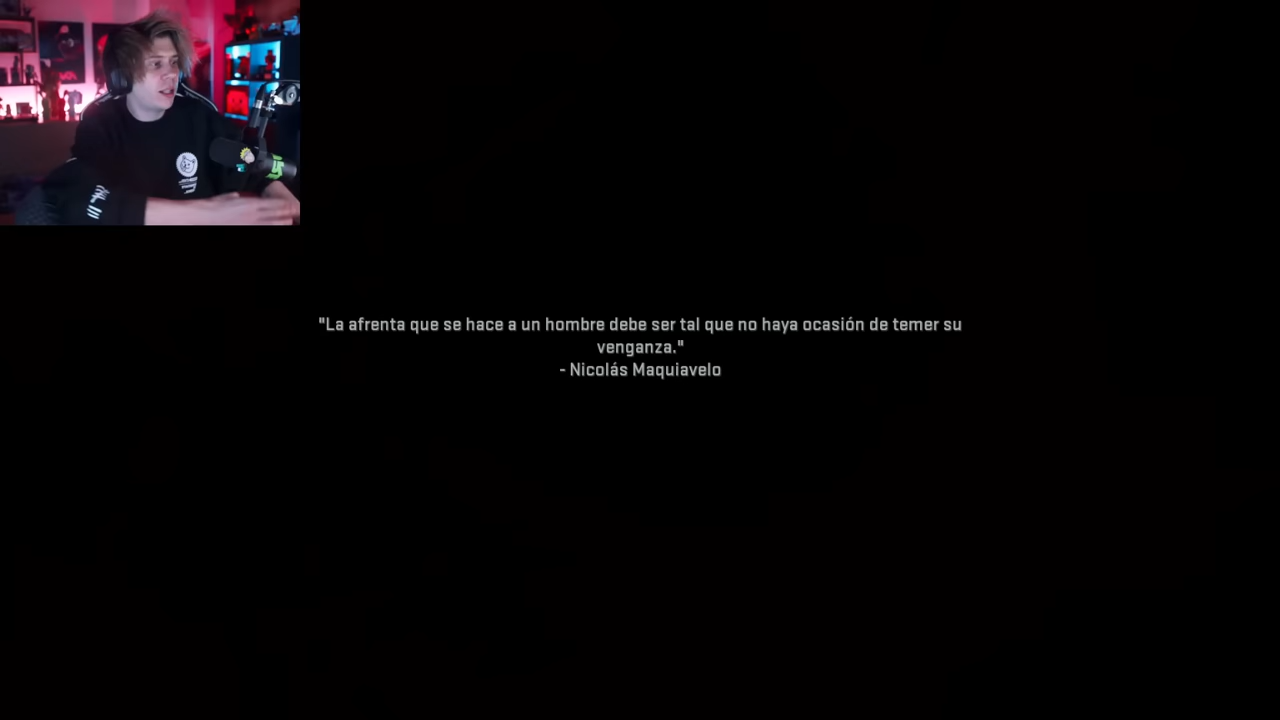 "La afrenta que se hace a un hombre debe ser tal que no haya ocasión de temer su
venganza."
- Nicolás Maquiavelo